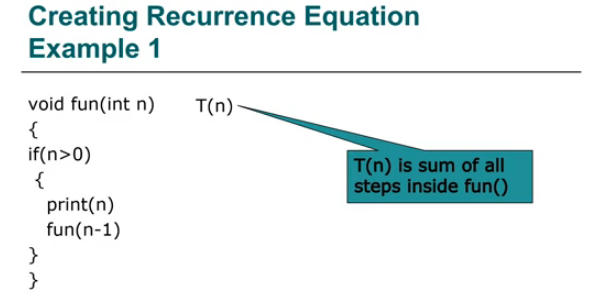 Creating Recurrence Equation
Example 1
void fun(int n) T(n)
{
if(n>0)
{
print(n)
fun(n-1)
}
}
T(n) is sum of all
steps inside fun()